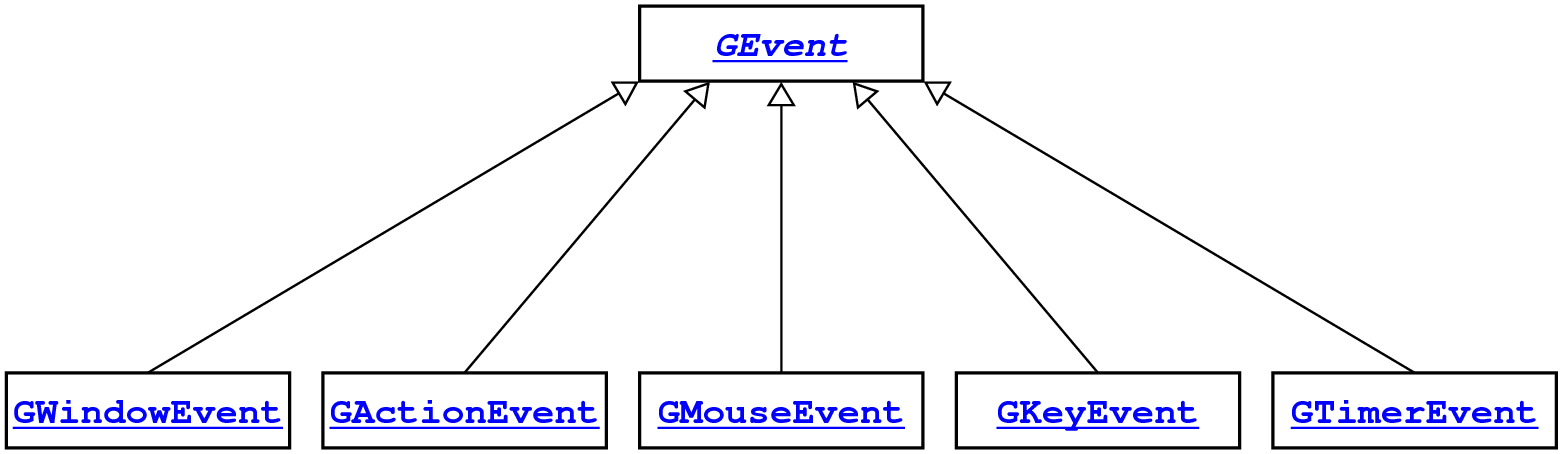 GEvent
GWindowEvent
GActionEvent
GMouseEvent
GKeyEvent
GTimerEvent